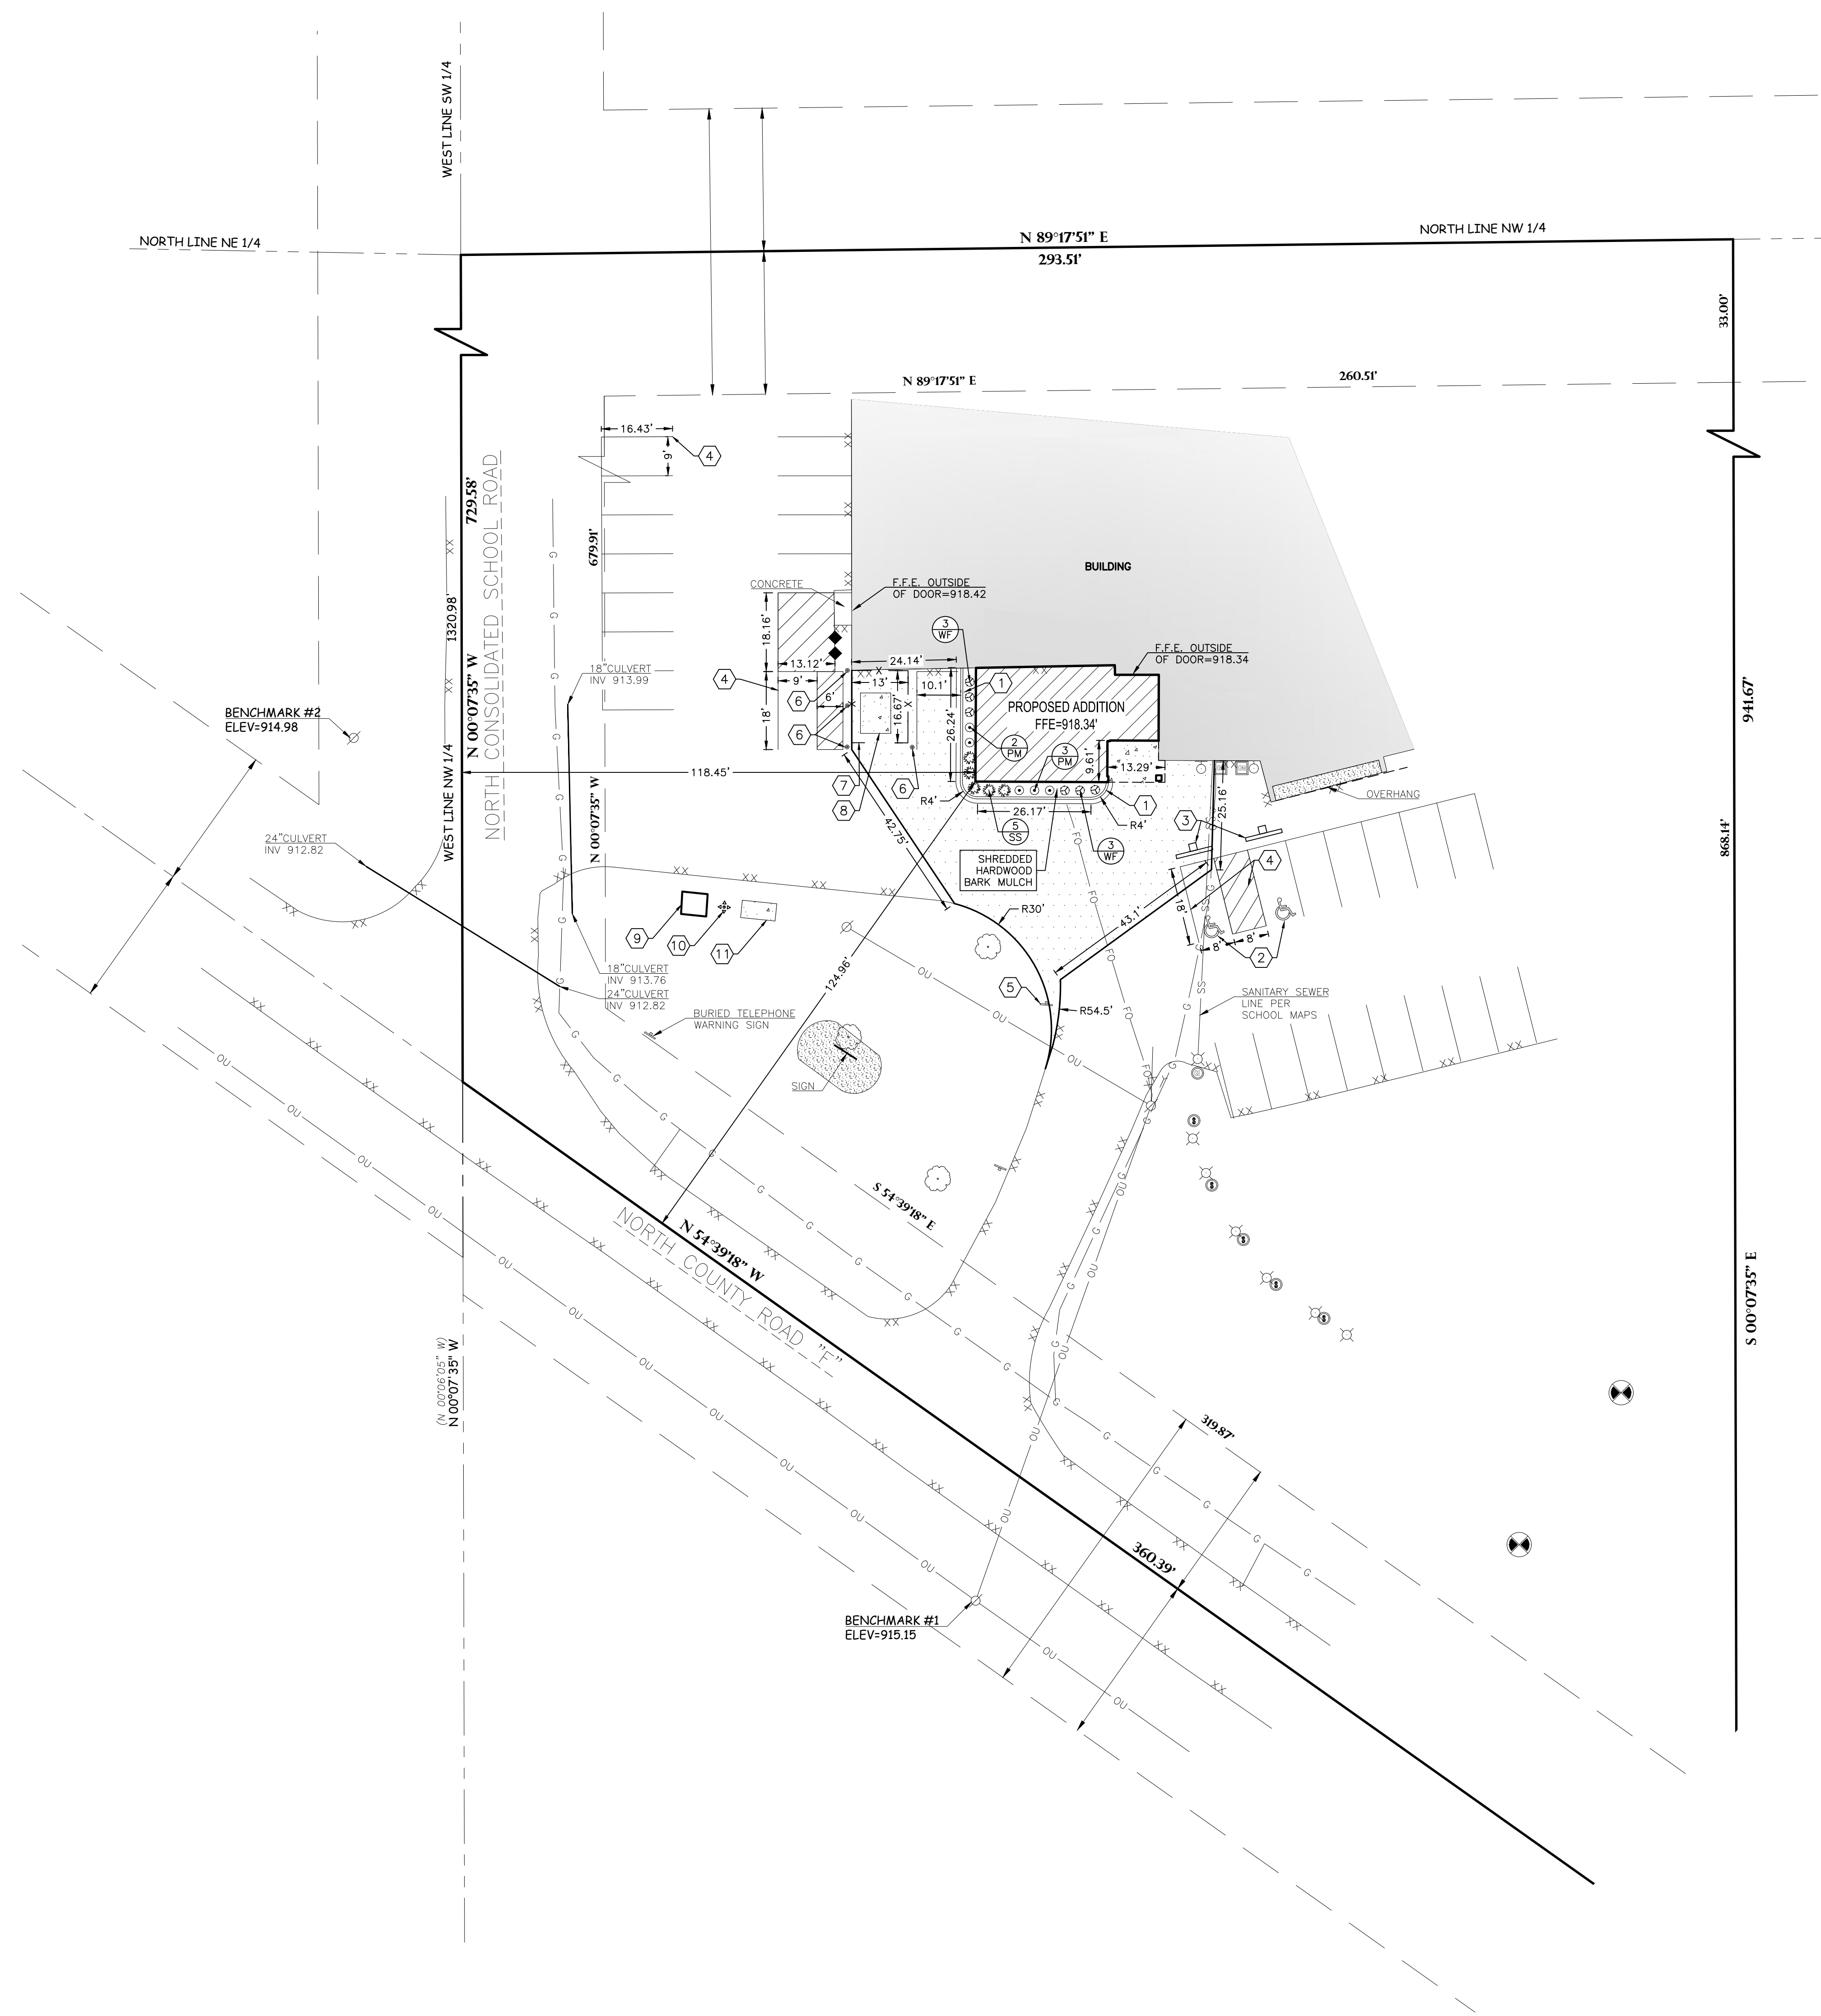 WEST LINE SW 1/4
NORTH LINE NE 1/4
N 89°17'51" E
293.51'
NORTH LINE NW 1/4
33.00'
N 89°17'51" E
260.51'
16.43'
9'
4
729.58'
NORTH CONSOLIDATED SCHOOL ROAD
679.91'
G
G
BUILDING
CONCRETE
F.F.E. OUTSIDE
OF DOOR=918.42
1320.98'
18.16'
3
WF
F.F.E. OUTSIDE
OF DOOR=918.34
13.12'
24.14'
18"CULVERT
INV 913.99
4
9'
6'
18'
6
6
13'
16.67'
10.1'
1
26.24'
PROPOSED ADDITION
FFE=918.34'
2
PM
3
PM
9.61'
13.29'
N 00°07'35" W
BENCHMARK #2
ELEV=914.98
WEST LINE NW 1/4
118.45'
7
8
6
R4'
42.75'
26.17'
5
SS
1
R4'
3
WF
25.16'
3
OVERHANG
941.67'
868.14'
N 00°07'35" W
24"CULVERT
INV 912.82
SHREDDED
HARDWOOD
BARK MULCH
4
18'
8'
8'
2
43.1'
R30'
9
10
11
18"CULVERT
INV 913.76
24"CULVERT
INV 912.82
124.96'
FO
FO
FO
OU
OU
OU
SS
5
R54.5'
SANITARY SEWER
LINE PER
SCHOOL MAPS
BURIED TELEPHONE
WARNING SIGN
SIGN
S 54°39'18" E
N 54°39'18" W
NORTH COUNTY ROAD "F"
S 00°07'35" E
(N 00°06'05" W)
N 00°07'35" W
319.87'
360.39'
BENCHMARK #1
ELEV=915.15
OU
OU
OU
G
G
G